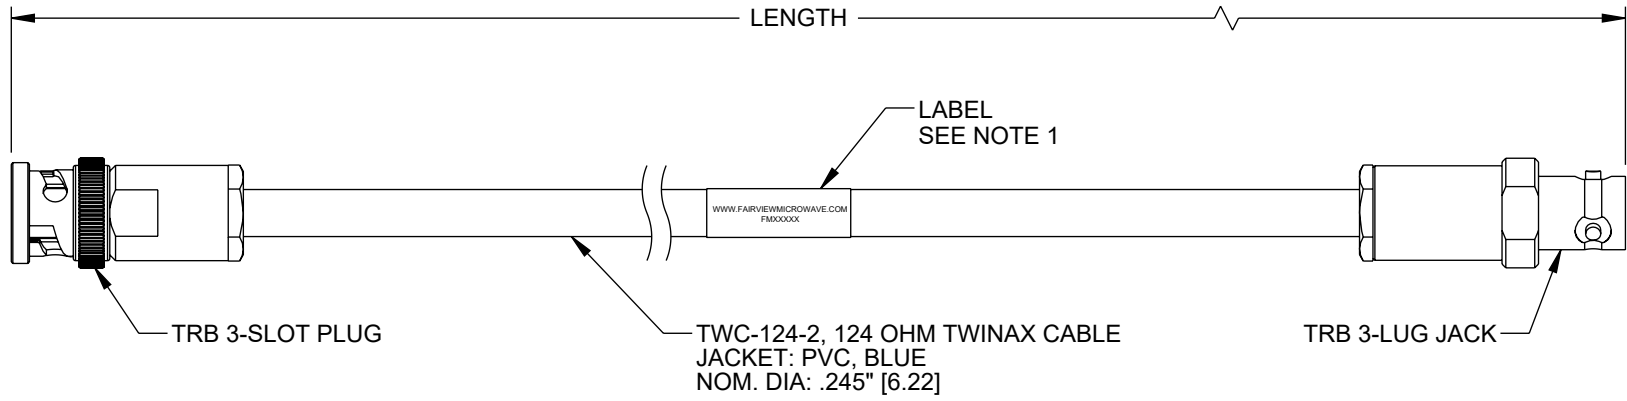 LENGTH
LABEL
SEE NOTE 1
WWW.FAIRVIEWMICROWAVE.COM
FMXXXXX
TRB 3-SLOT PLUG
TWC-124-2, 124 OHM TWINAX CABLE
JACKET: PVC, BLUE
NOM. DIA: .245" [6.22]
TRB 3-LUG JACK